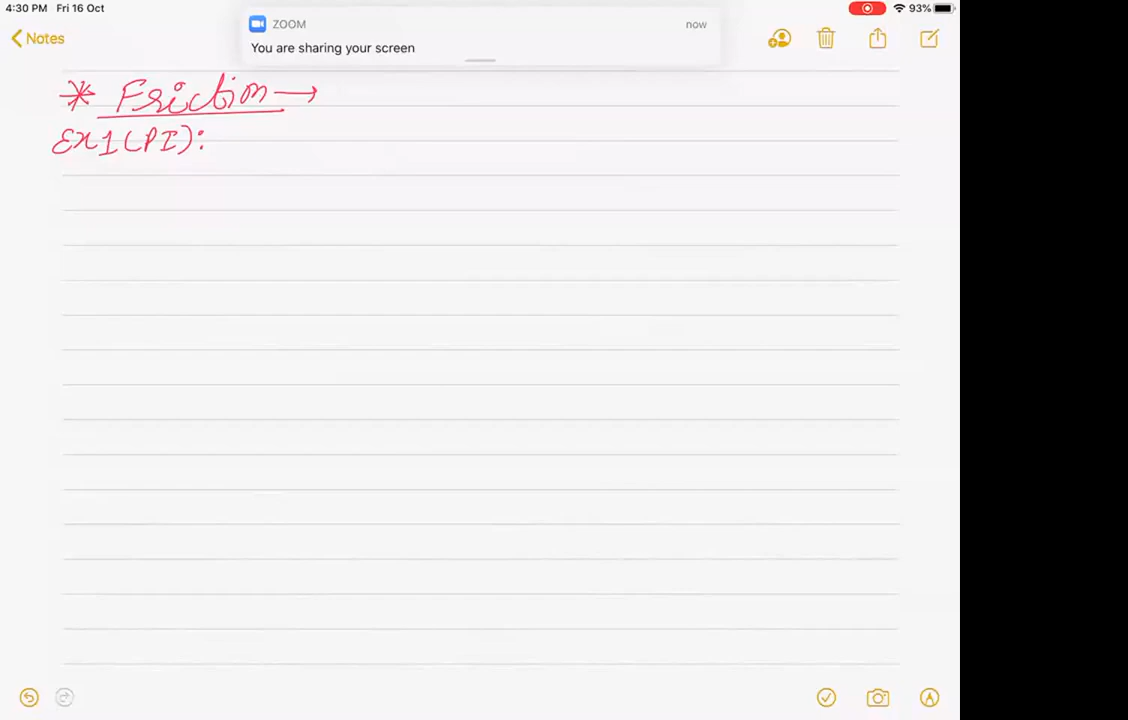 4:30 PM Fri 16 Oct
93%
ZOOM now
You are sharing your screen
Notes
* Friction →
Ex1(PI):